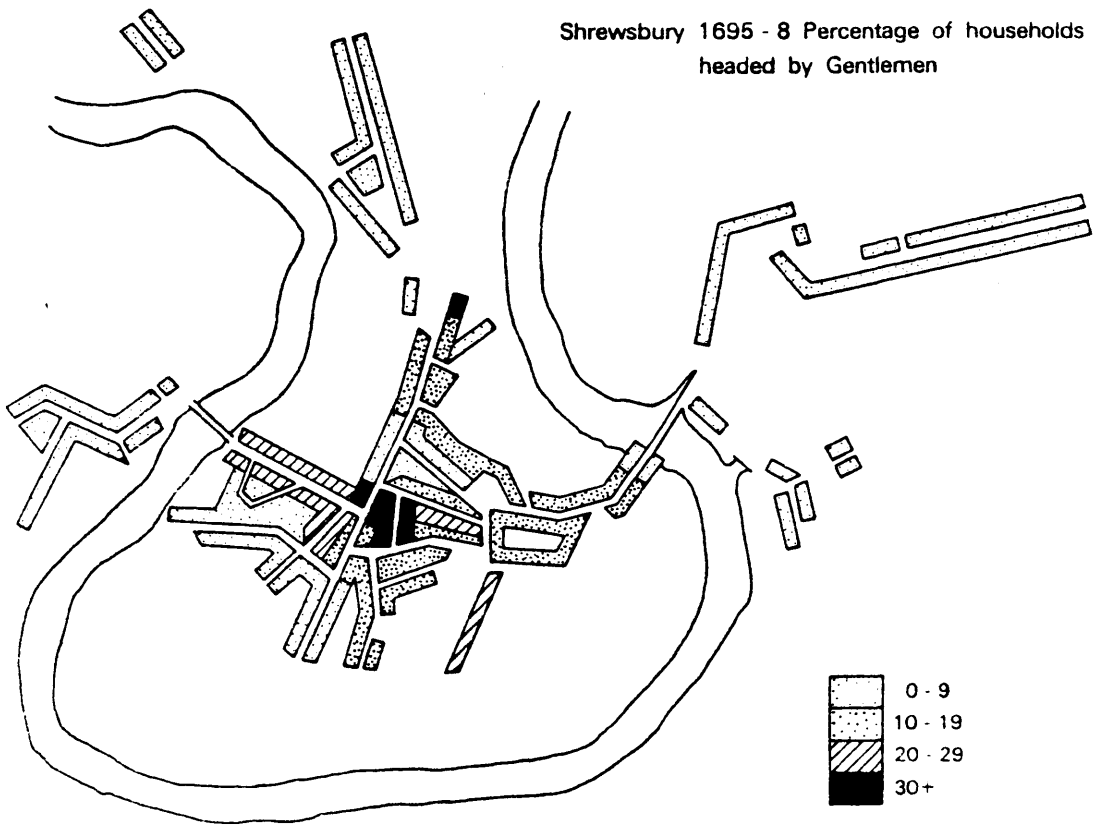 Shrewsbury 1695 - 8 Percentage of households
headed by Gentlemen
0 - 9
10 - 19
20 - 29
30+